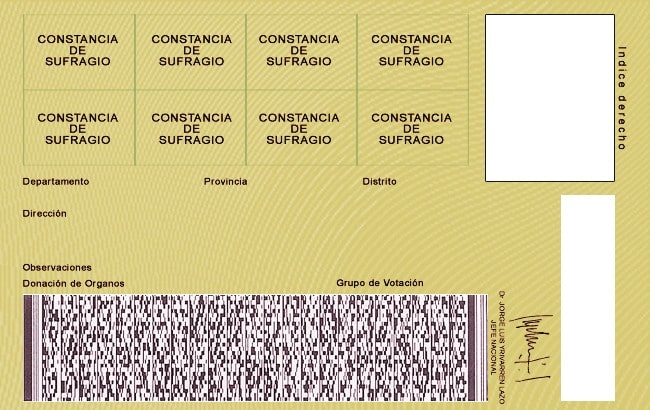 CONSTANCIA
DE
SUFRAGIO
CONSTANCIA
DE
SUFRAGIO
CONSTANCIA
DE
SUFRAGIO
CONSTANCIA
DE
SUFRAGIO
CONSTANCIA
DE
SUFRAGIO
CONSTANCIA
DE
SUFRAGIO
CONSTANCIA
DE
SUFRAGIO
CONSTANCIA
DE
SUFRAGIO
Indice derecho
Departamento Provincia Distrito
Dirección
Observaciones
Donación de Organos Grupo de Votación
Dr. JORGE LUIS YRIVARREN LAZO
JEFE NACIONAL